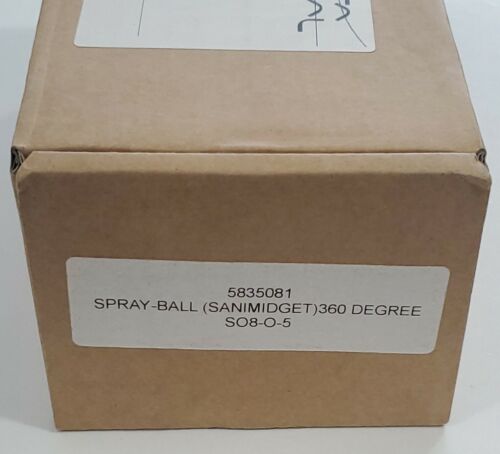 5835081
SPRAY-BALL (SANIMIDGET)360 DEGREE
SO8-O-5